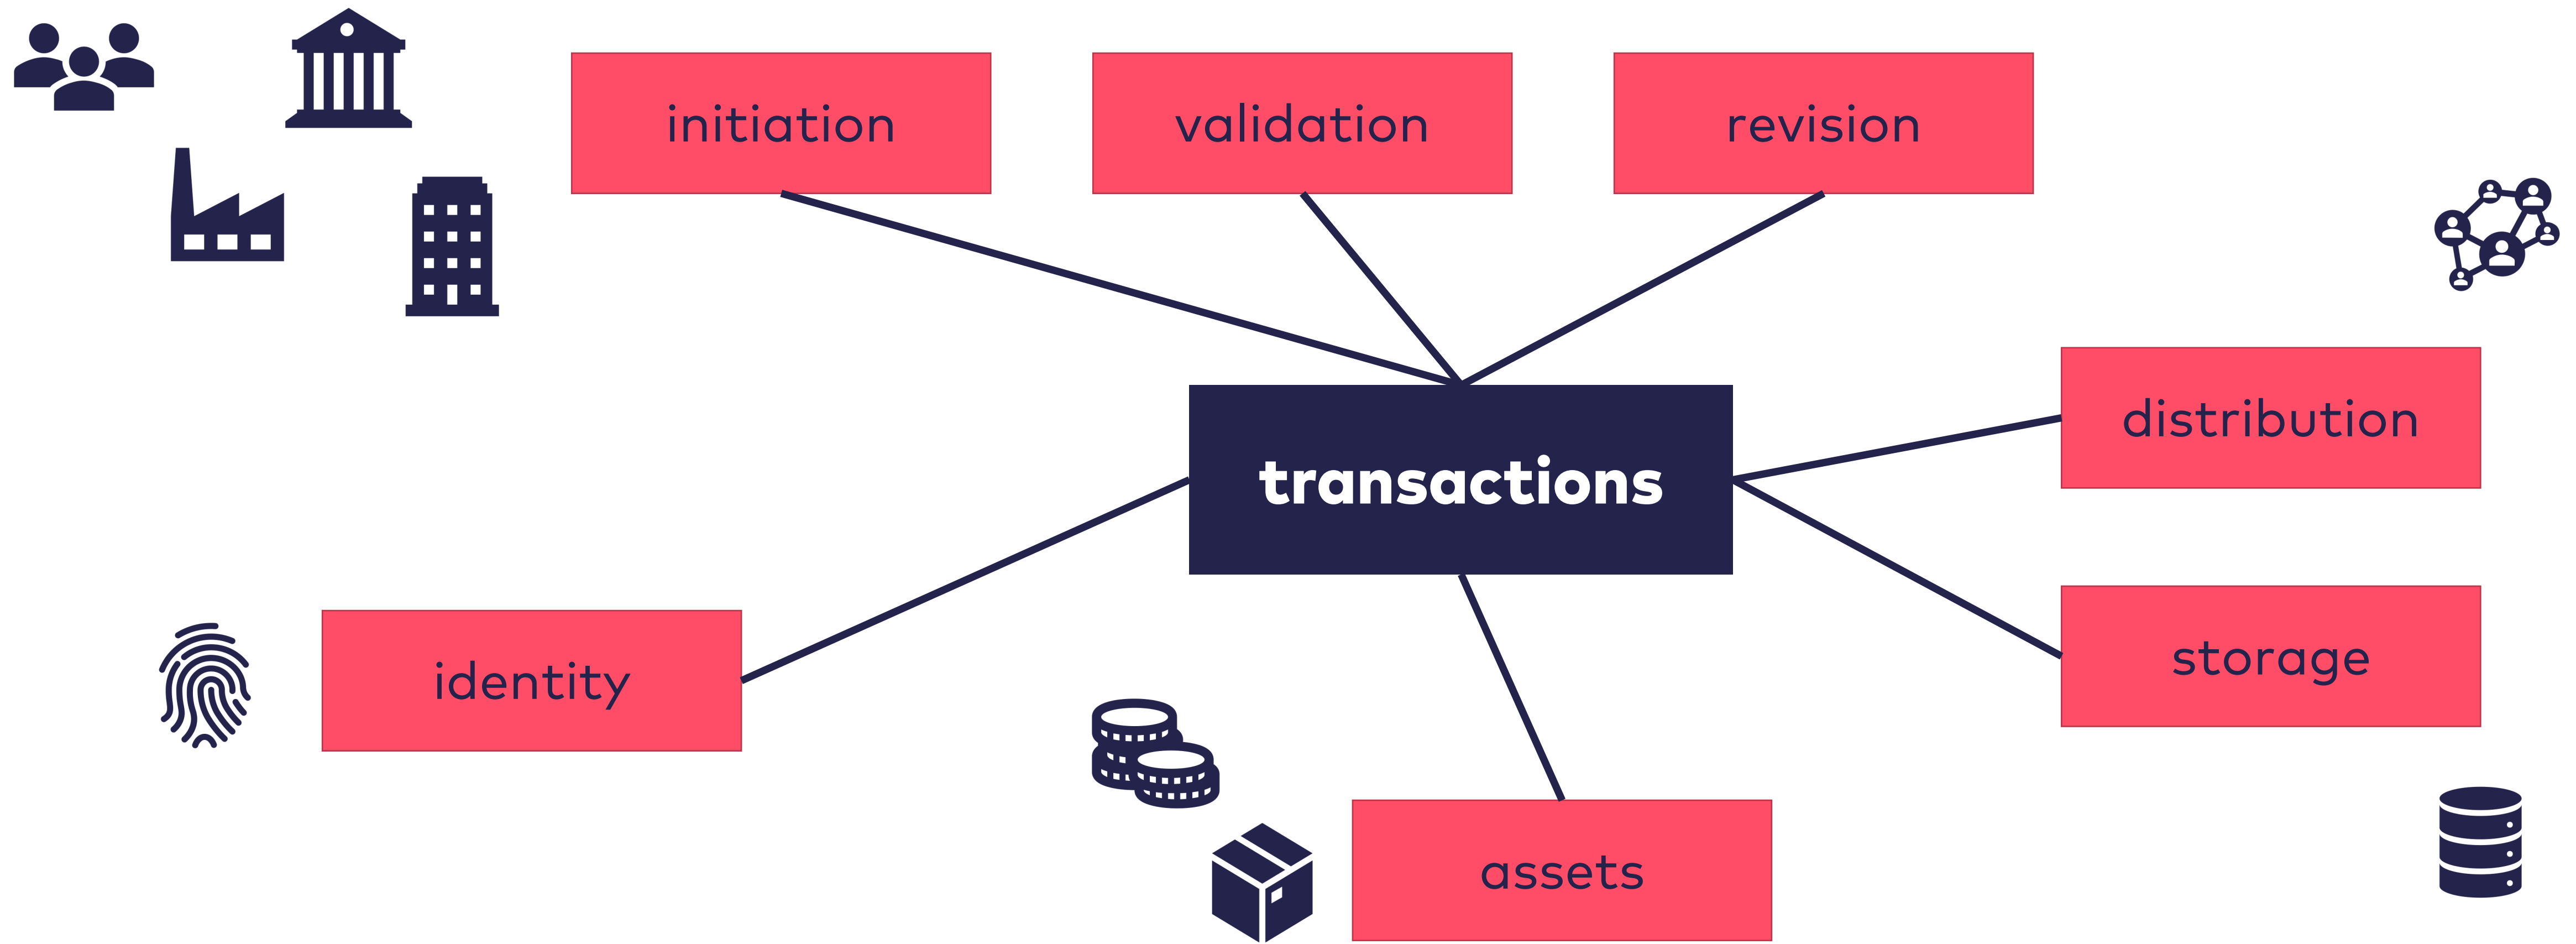 initiation
validation
revision
distribution
transactions
storage
identity
assets